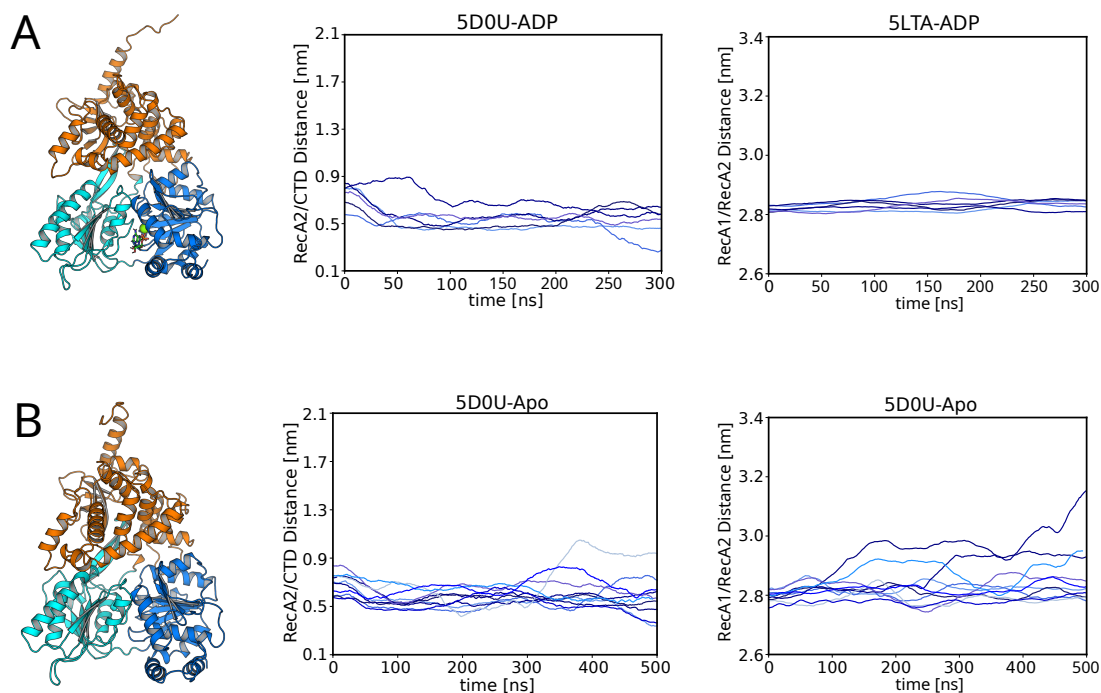 A
5D0U-ADP
RecA2/CTD Distance [nm]
2.1
1.7
1.3
0.9
0.5
0.1
0 50 100 150 200 250 300
time [ns]
5LTA-ADP
RecA1/RecA2 Distance [nm]
3.4
3.2
3.0
2.8
2.6
0 50 100 150 200 250 300
time [ns]
B
5D0U-Apo
RecA2/CTD Distance [nm]
2.1
1.7
1.3
0.9
0.5
0.1
0 100 200 300 400 500
time [ns]
5D0U-Apo
RecA1/RecA2 Distance [nm]
3.4
3.2
3.0
2.8
2.6
0 100 200 300 400 500
time [ns]